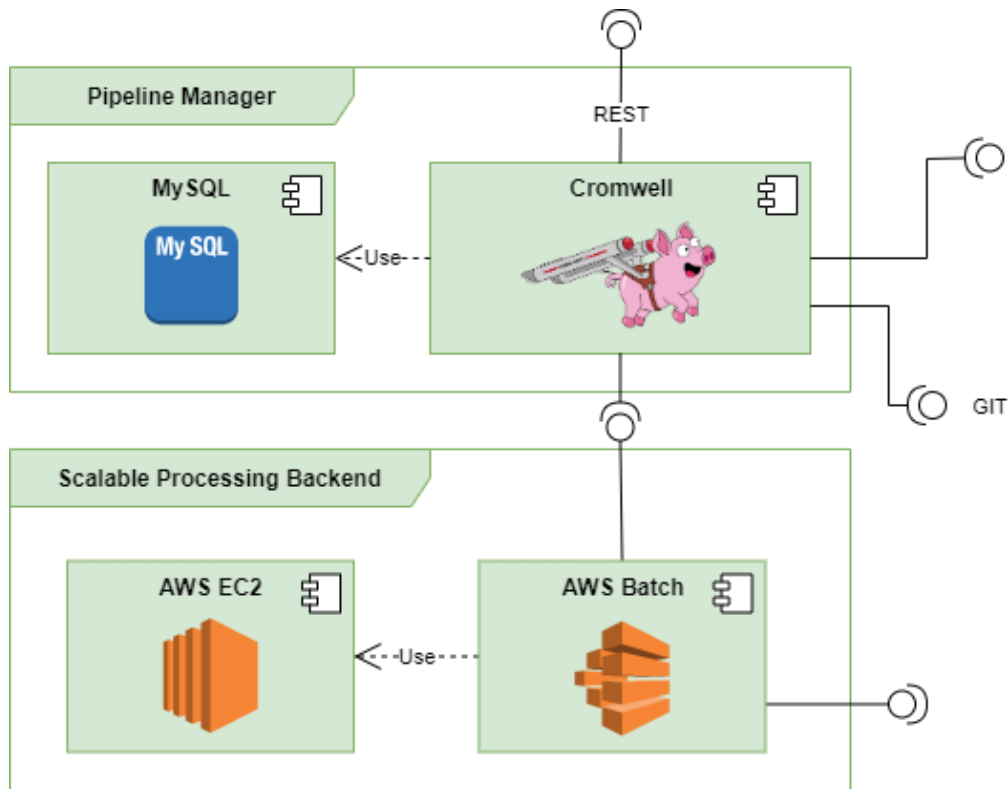 REST
Pipeline Manager
MySQL
My SQL
Use
Cromwell
GIT
Scalable Processing Backend
AWS EC2
Use
AWS Batch